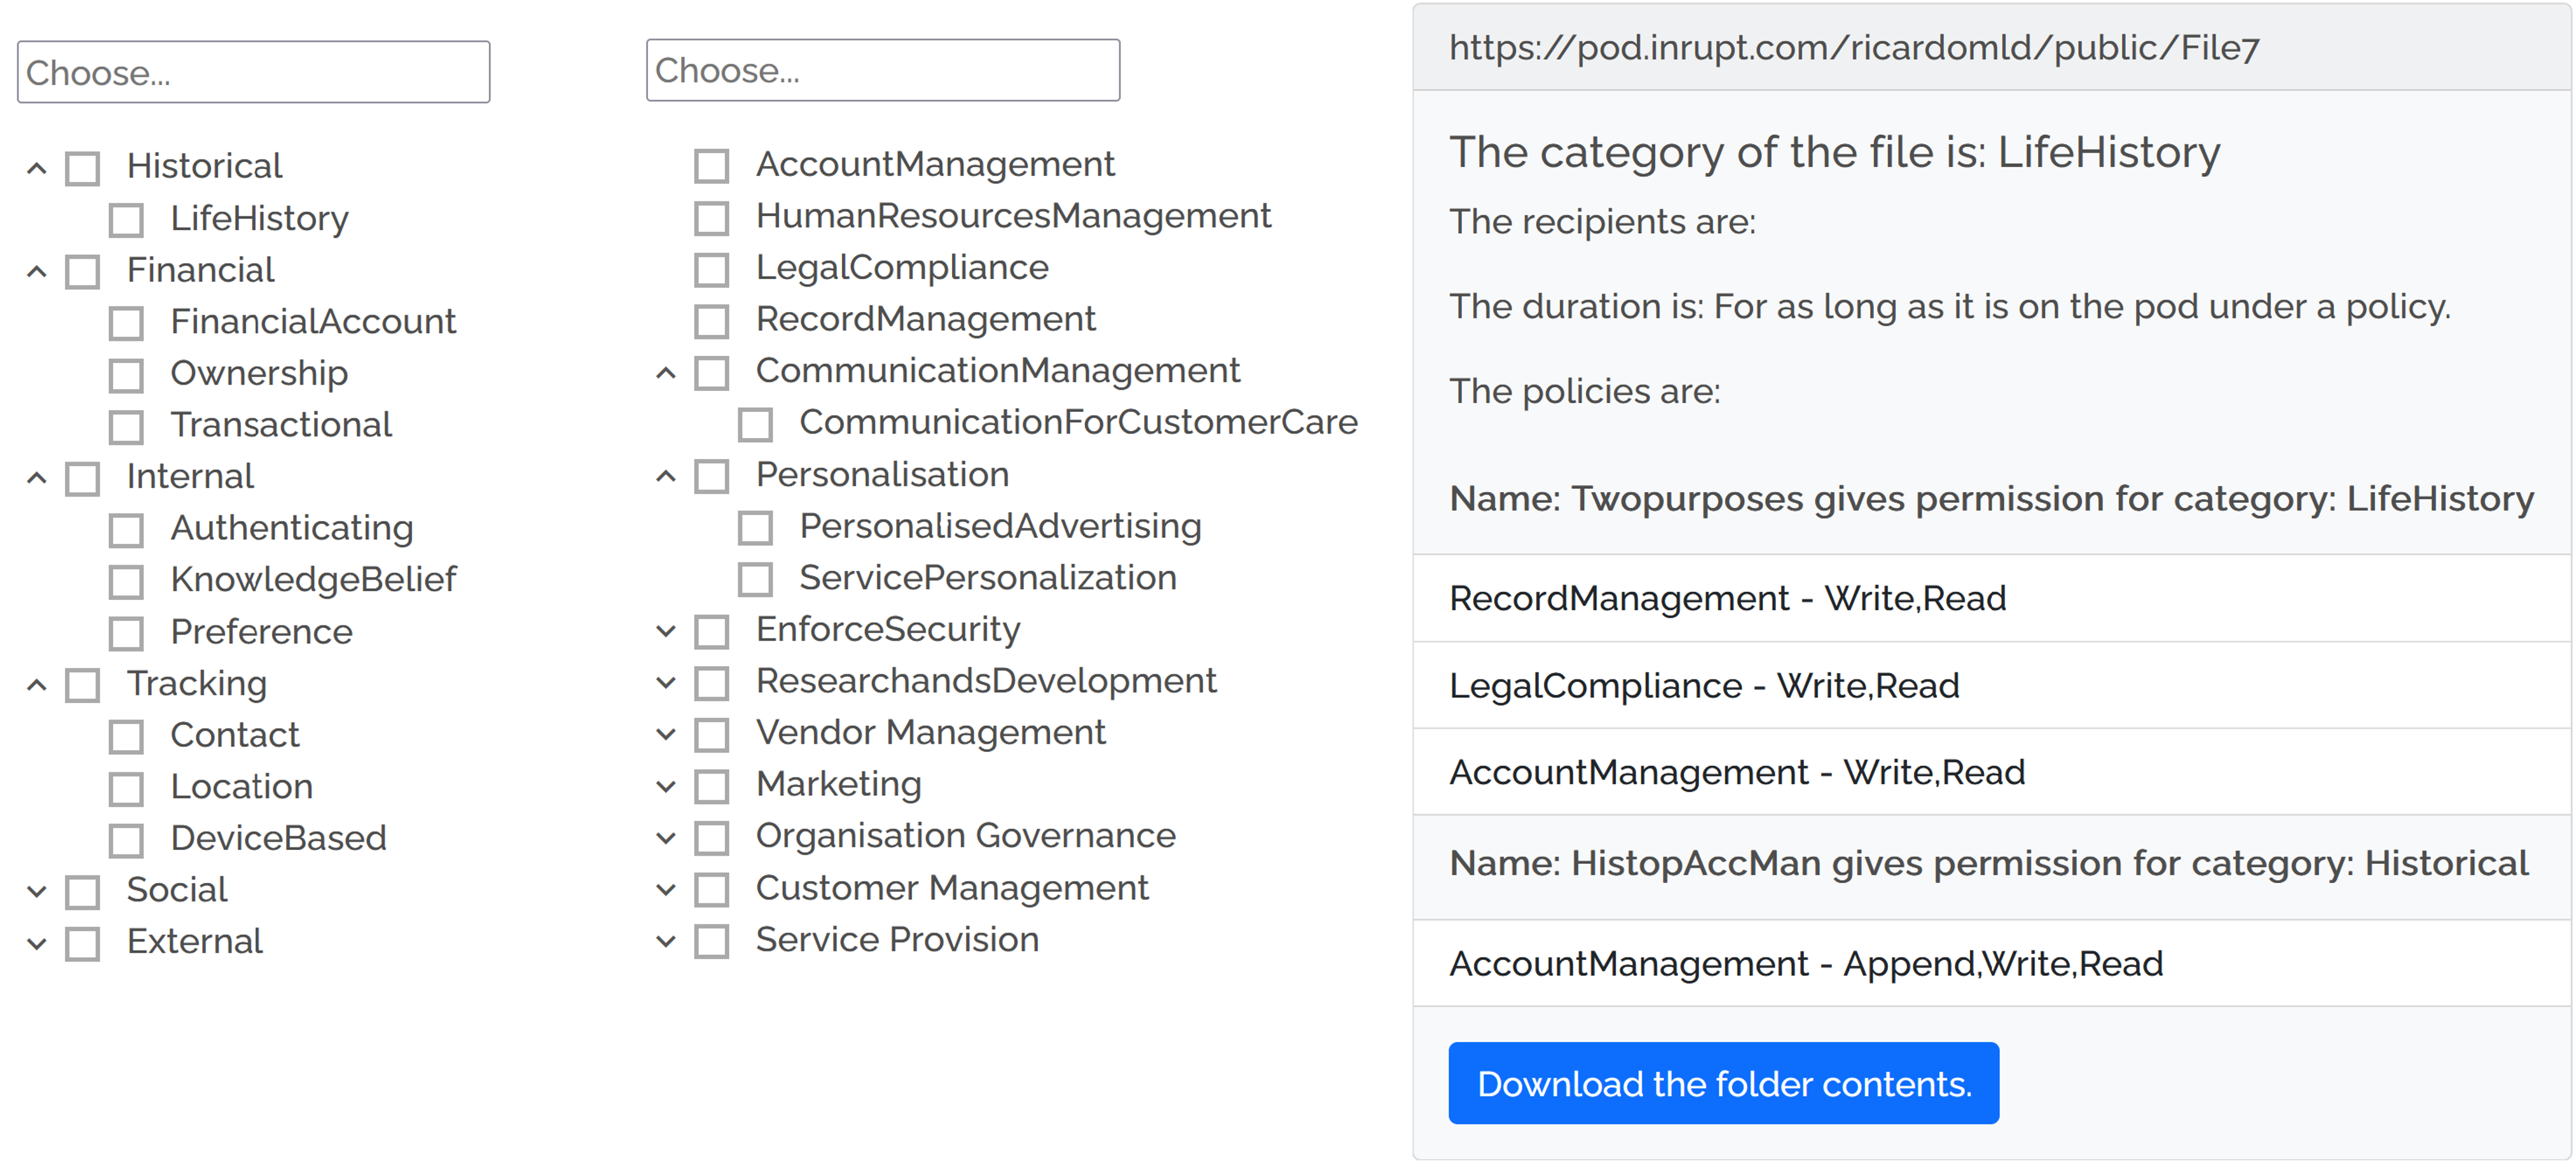 Choose...
Historical
LifeHistory
Financial
FinancialAccount
Ownership
Transactional
Internal
Authenticating
KnowledgeBelief
Preference
Tracking
Contact
Location
DeviceBased
Social
External
Choose...
AccountManagement
HumanResourcesManagement
LegalCompliance
RecordManagement
CommunicationManagement
CommunicationForCustomerCare
Personalisation
PersonalisedAdvertising
ServicePersonalization
EnforceSecurity
ResearchandsDevelopment
Vendor Management
Marketing
Organisation Governance
Customer Management
Service Provision
https://pod.inrupt.com/ricardomld/public/File7
The category of the file is: LifeHistory
The recipients are:
The duration is: For as long as it is on the pod under a policy.
The policies are:
Name: Twopurposes gives permission for category: LifeHistory
RecordManagement - Write,Read
LegalCompliance - Write,Read
AccountManagement - Write,Read
Name: HistopAccMan gives permission for category: Historical
AccountManagement - Append,Write,Read
Download the folder contents.